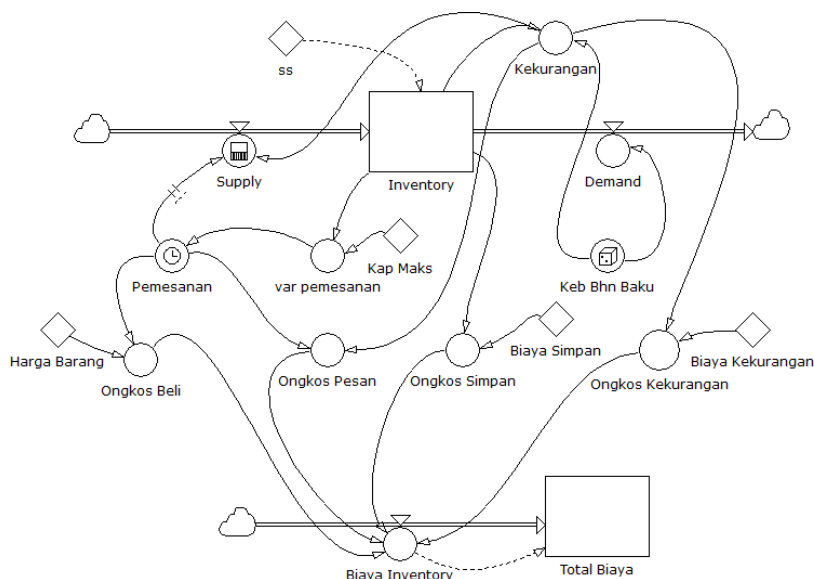 Kekurangan
ss
Supply
Inventory
Demand
Kap Maks
Pemesanan
var pemesanan
Keb Bhn Baku
Harga Barang
Biaya Simpan
Biaya Kekurangan
Ongkos Beli
Ongkos Pesan
Ongkos Simpan
Ongkos Kekurangan
Biaya Inventory
Total Biaya